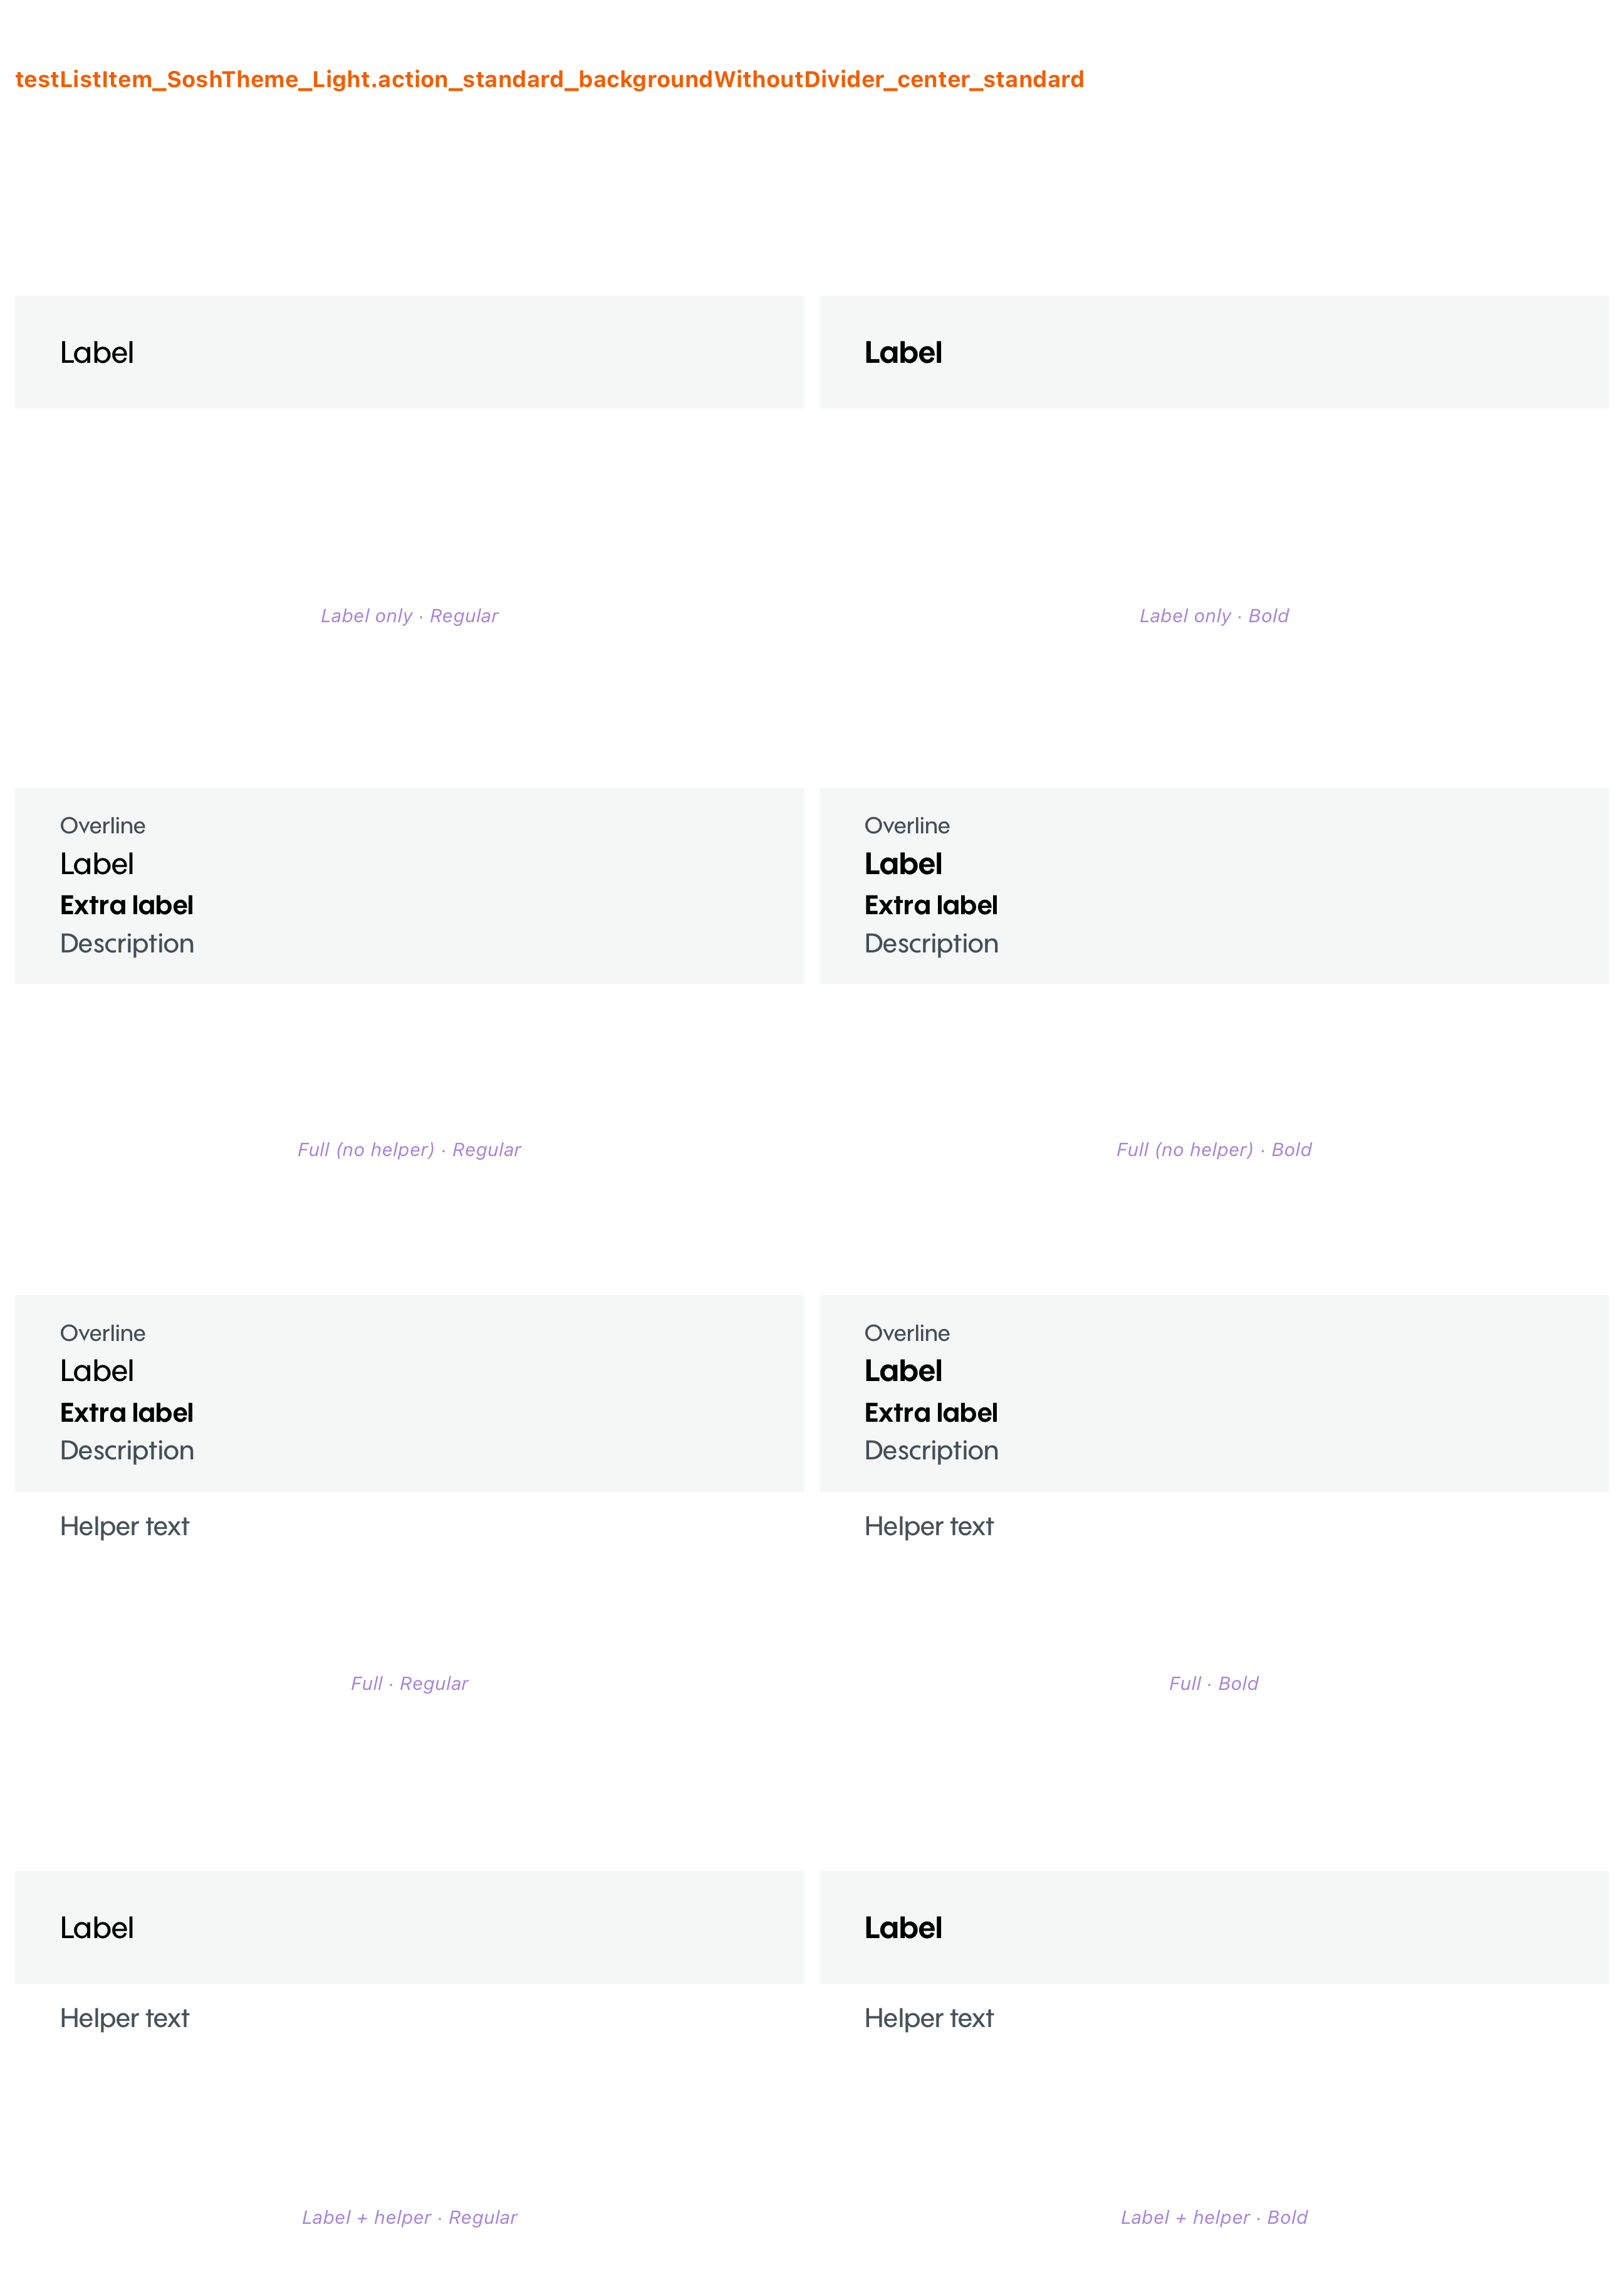 testListItem_SoshTheme_Light.action_standard_backgroundWithoutDivider_center_standard
Label
Label
Label only · Regular
Label only · Bold
Overline
Label
Extra label
Description
Overline
Label
Extra label
Description
Full (no helper) · Regular
Full (no helper) · Bold
Overline
Label
Extra label
Description
Helper text
Overline
Label
Extra label
Description
Helper text
Full · Regular
Full · Bold
Label
Helper text
Label
Helper text
Label + helper · Regular
Label + helper · Bold